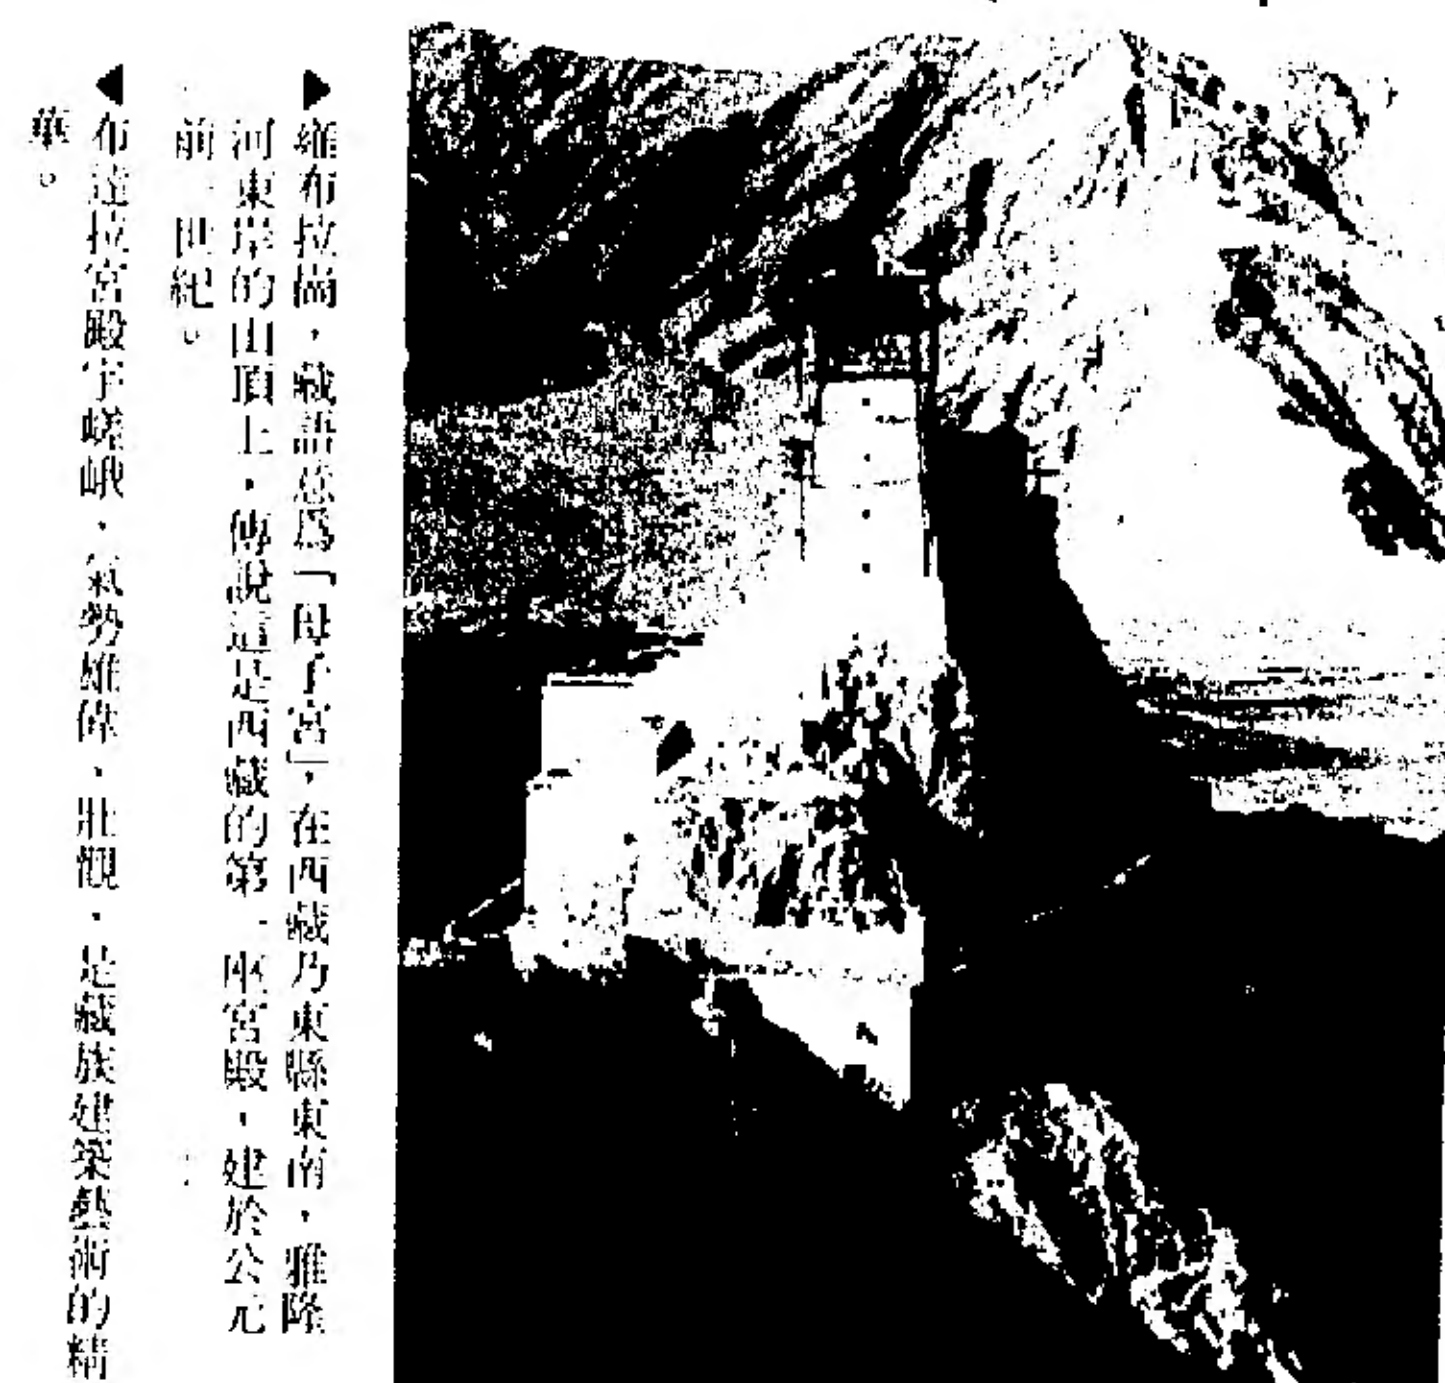 ▶雍布拉崗，藏語意爲「母子宮」，在西藏乃東縣東南，雅隆
河東岸的山頂上，傳說這是西藏的第一座宮殿，建於公元
前一世紀。
◀布達拉宮殿宇嵯峨，氣勢雄偉，壯觀，是藏族建築藝術的精
華。